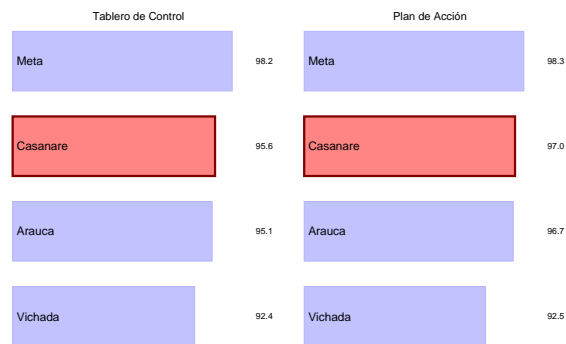 Tablero de Control
Meta 98.2
Casanare 95.6
Arauca 95.1
Vichada 92.4
Plan de Acción
Meta 98.3
Casanare 97.0
Arauca 96.7
Vichada 92.5